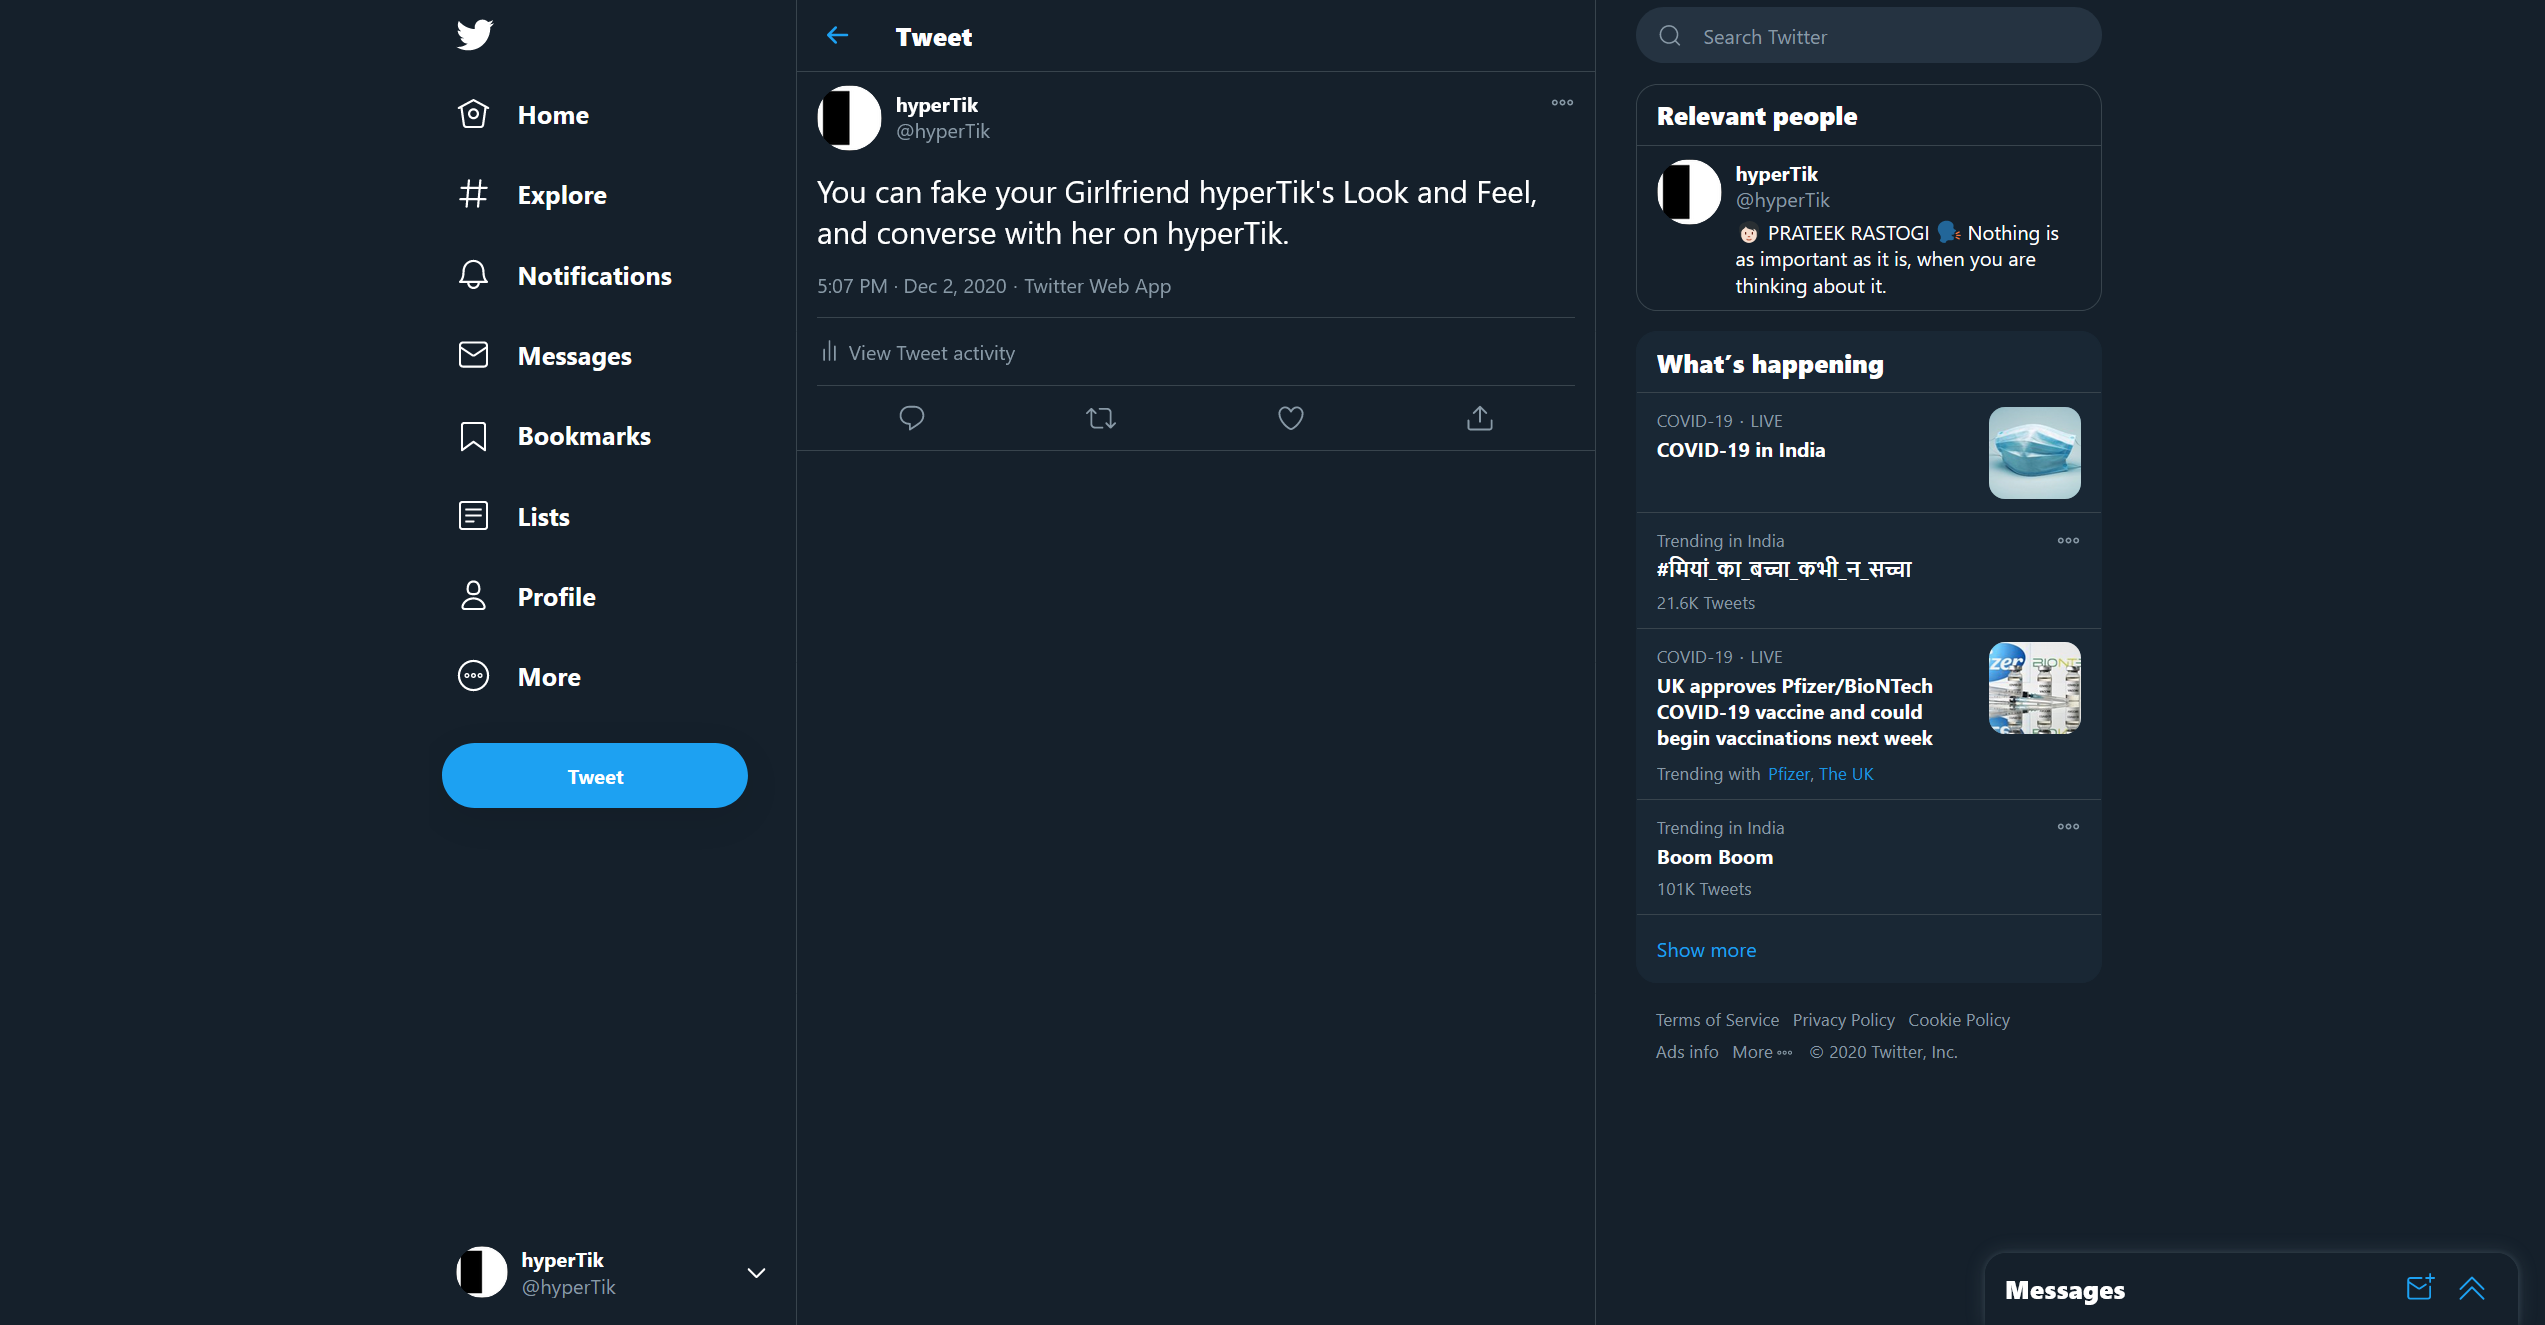 Home
Explore
Notifications
Messages
Bookmarks
Lists
Profile
More
Tweet
hyperTik
@hyperTik
Tweet
hyperTik
@hyperTik
You can fake your Girlfriend hyperTik's Look and Feel,
and converse with her on hyperTik.
5:07 PM · Dec 2, 2020 · Twitter Web App
View Tweet activity
Search Twitter
Relevant people
hyperTik
@hyperTik
PRATEEK RASTOGI Nothing is
as important as it is, when you are
thinking about it.
What's happening
COVID-19 · LIVE
COVID-19 in India
Trending in India
#मियां_का_बच्चा_कभी_न_सच्चा
21.6K Tweets
COVID-19 · LIVE
UK approves Pfizer/BioNTech
COVID-19 vaccine and could
begin vaccinations next week
Trending with Pfizer, The UK
zer BIONT
Trending in India
Boom Boom
101K Tweets
Show more
Terms of Service Privacy Policy Cookie Policy
Ads info More © 2020 Twitter, Inc.
Messages